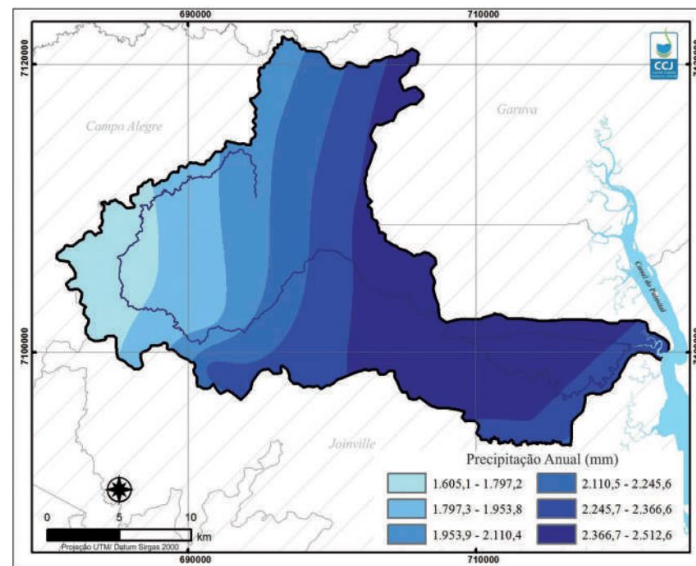 690000
710000
7120000
CCJ
Campo Alegre
Garuva
Canal do Palmital
7100000
Joinville
Precipitação Anual (mm)
1.605,1 - 1.797,2
2.110,5 - 2.245,6
1.797,3 - 1.953,8
2.245,7 - 2.366,6
1.953,9 - 2.110,4
2.366,7 - 2.512,6
0 5 10
km
Projeção UTM/ Datum Sirgas 2000
690000
710000